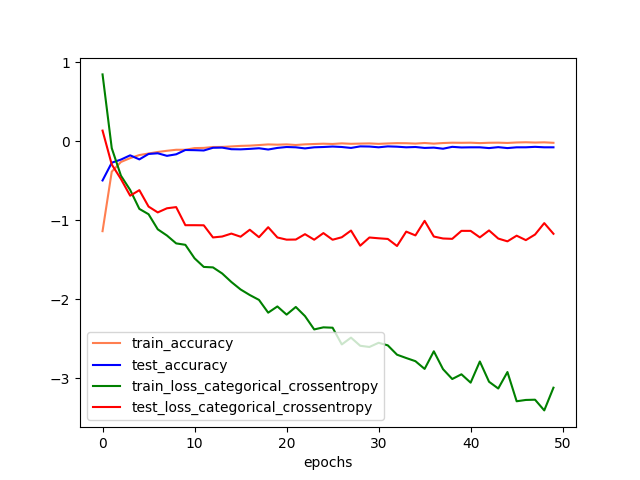 1
0
−1
−2
−3
train_accuracy
test_accuracy
train_loss_categorical_crossentropy
test_loss_categorical_crossentropy
0 10 20 30 40 50
epochs